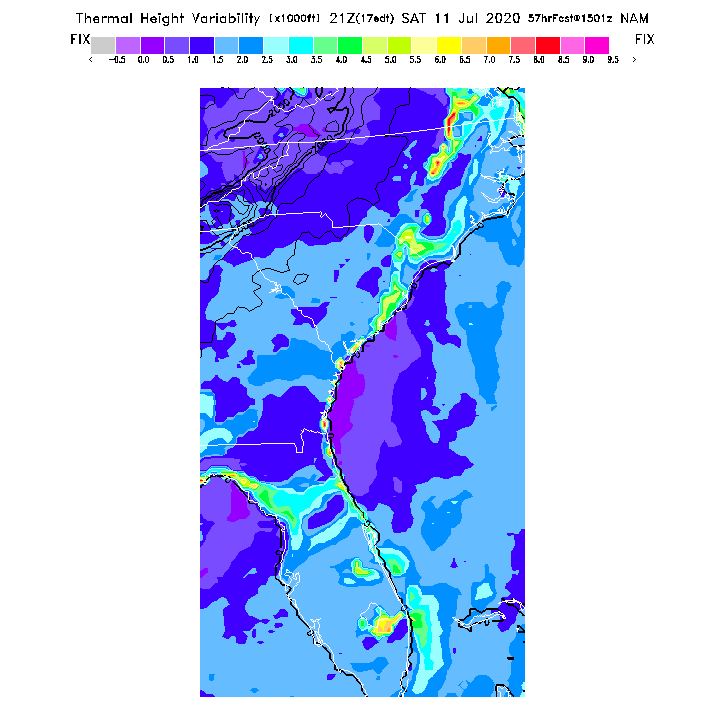 Thermal Height Variability [x1000ft] 21Z(17edt) SAT 11 Jul 2020 57hrFcst@1501z NAM
FIX FIX
< -0.5 0.0 0.5 1.0 1.5 2.0 2.5 3.0 3.5 4.0 4.5 5.0 5.5 6.0 6.5 7.0 7.5 8.0 8.5 9.0 9.5 >